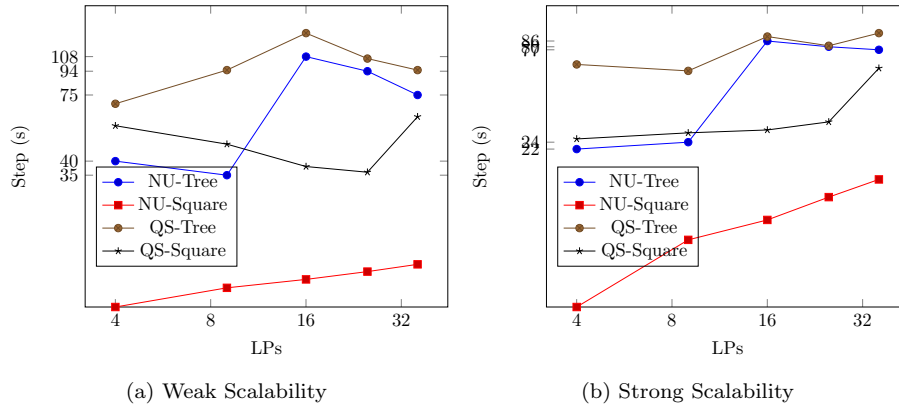 108
94
75
40
35
Step (s)
NU-Tree
NU-Square
QS-Tree
QS-Square
4 8 16 32
LPs
(a) Weak Scalability
86
80
77
24
22
Step (s)
NU-Tree
NU-Square
QS-Tree
QS-Square
4 8 16 32
LPs
(b) Strong Scalability